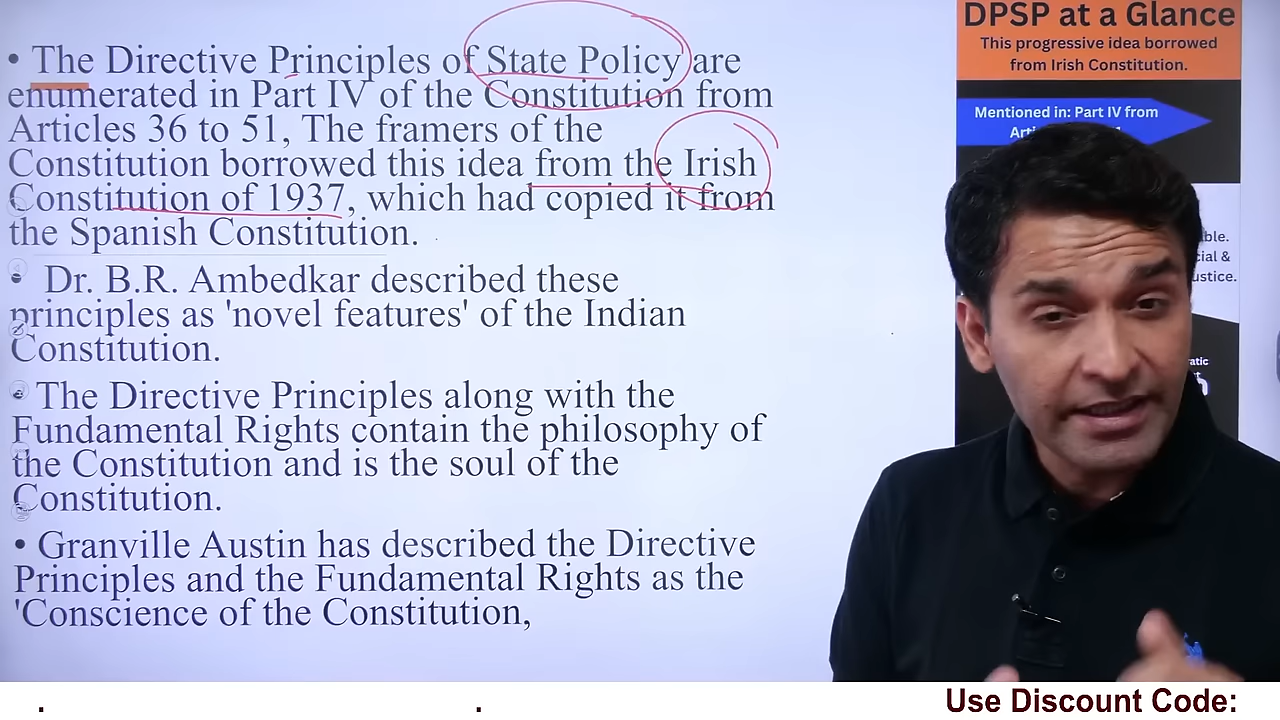 • The Directive Principles of State Policy are
enumerated in Part IV of the Constitution from
Articles 36 to 51, The framers of the
Constitution borrowed this idea from the Irish
Constitution of 1937, which had copied it from
the Spanish Constitution.
• Dr. B.R. Ambedkar described these
principles as 'novel features' of the Indian
Constitution.
• The Directive Principles along with the
Fundamental Rights contain the philosophy of
the Constitution and is the soul of the
Constitution.
• Granville Austin has described the Directive
Principles and the Fundamental Rights as the
'Conscience of the Constitution,
DPSP at a Glance
This progressive idea borrowed
from Irish Constitution.
Mentioned in: Part IV from
Use Discount Code: